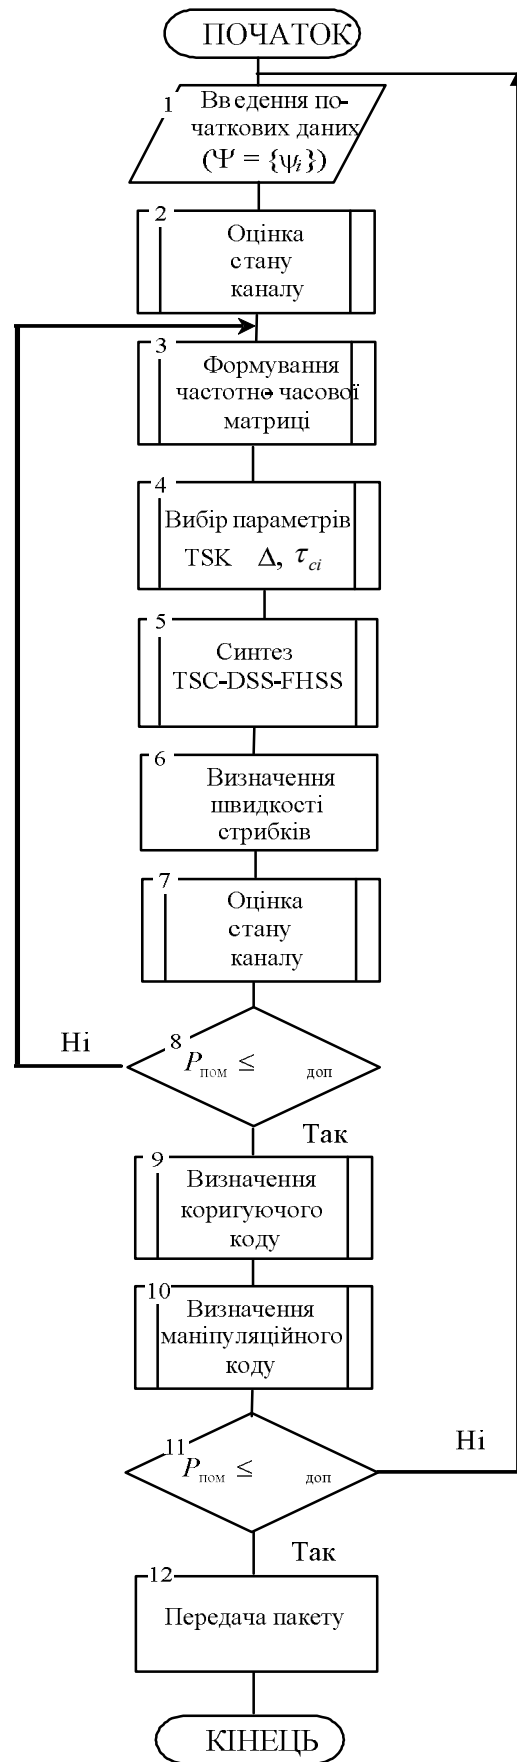 ПОЧАТОК
1
Введення по-
чаткових даних
(Ψ = {ψi})
2
Оцінка
стану
каналу
3
Формування
частотно-часової
матриці
4
Вибір параметрів
TSK Δ, τci
5
Синтез
TSC-DSS-FHSS
6
Визначення
швидкості
стрибків
7
Оцінка
стану
каналу
8
Ні
Pпом ≤ доп
Так
9
Визначення
коригуючого
коду
10
Визначення
маніпуляційного
коду
11
Ні
Pпом ≤ доп
Так
12
Передача пакету
КІНЕЦЬ